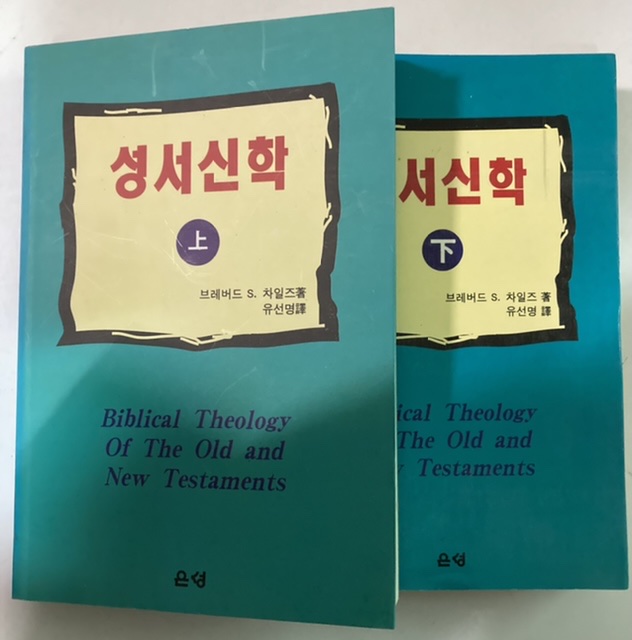 성서신학
上
브레버드 S. 차일즈著
유선명譯
Biblical Theology
Of The Old and
New Testaments
은성
서신학
下
브레버드 S. 차일즈 著
유선명 譯
ical Theology
The Old and
Testaments
은성